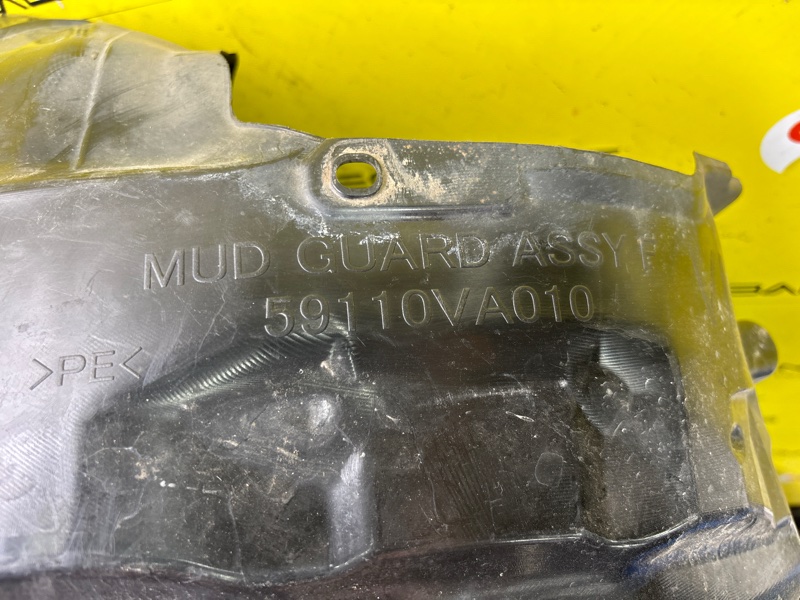 MUD GUARD ASSY F
59110VA010
>PE<